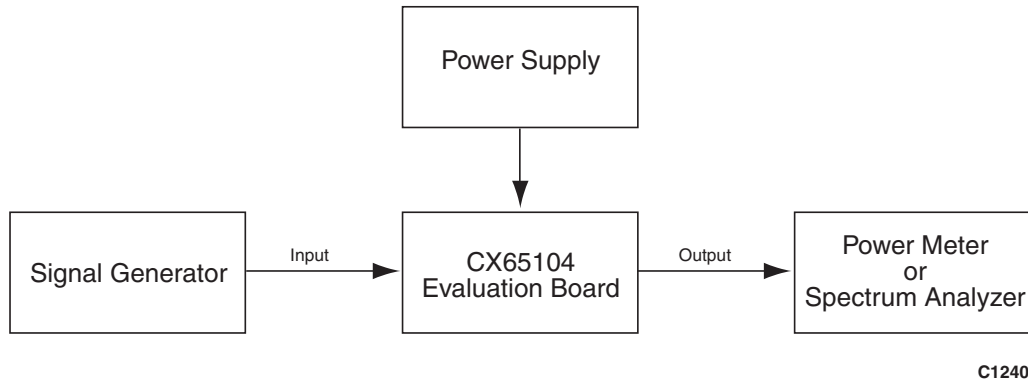 Power Supply
Signal Generator
Input
CX65104
Evaluation Board
Output
Power Meter
or
Spectrum Analyzer
C1240